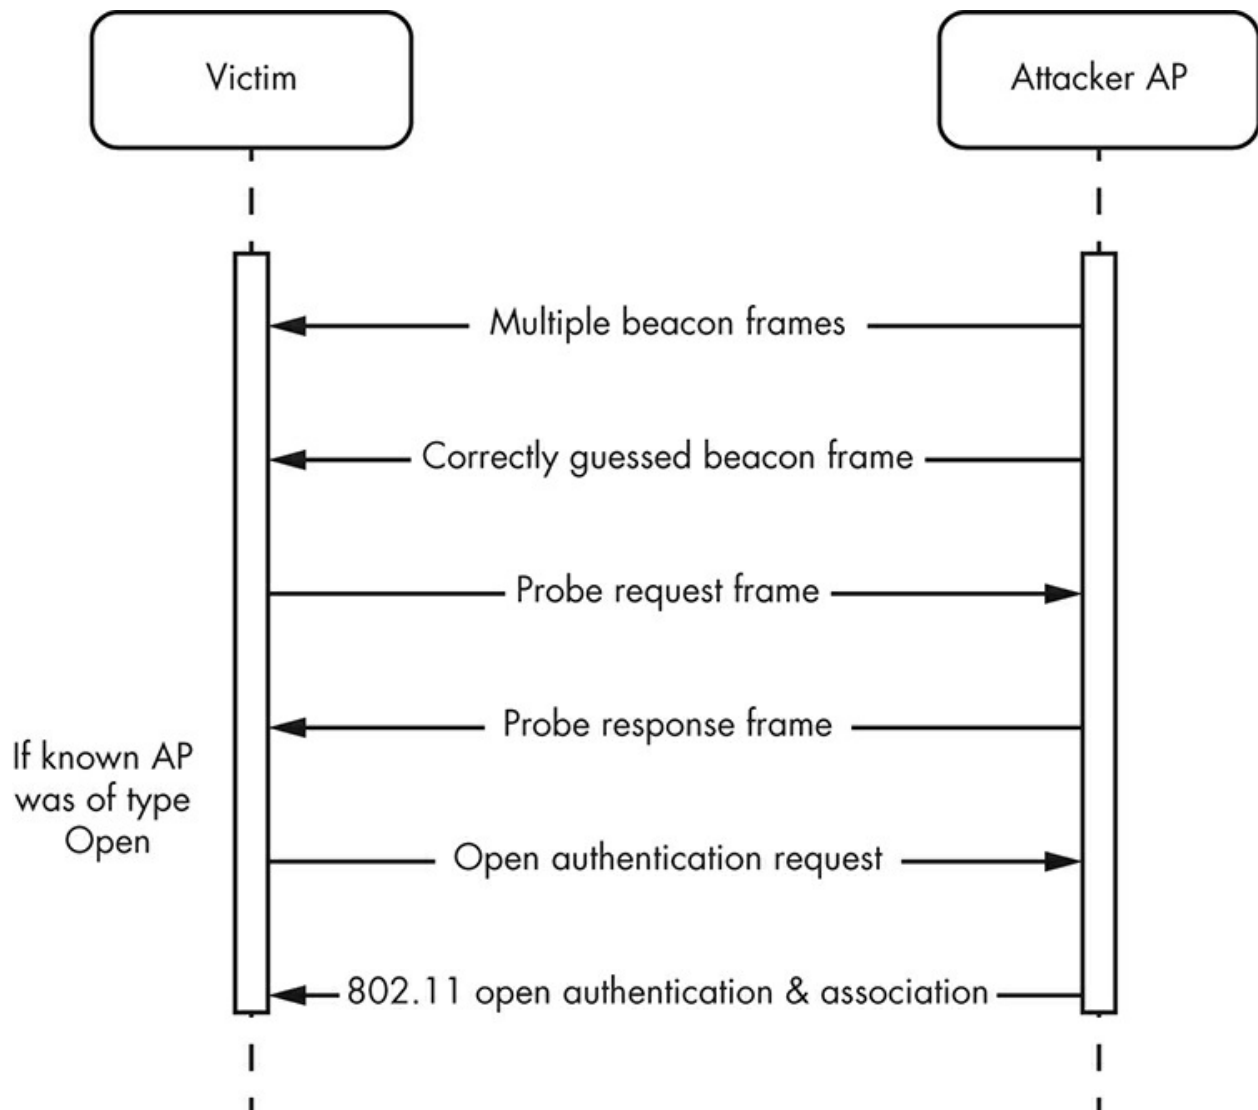 Victim
Attacker AP
Multiple beacon frames
Correctly guessed beacon frame
Probe request frame
Probe response frame
If known AP
was of type
Open
Open authentication request
802.11 open authentication & association